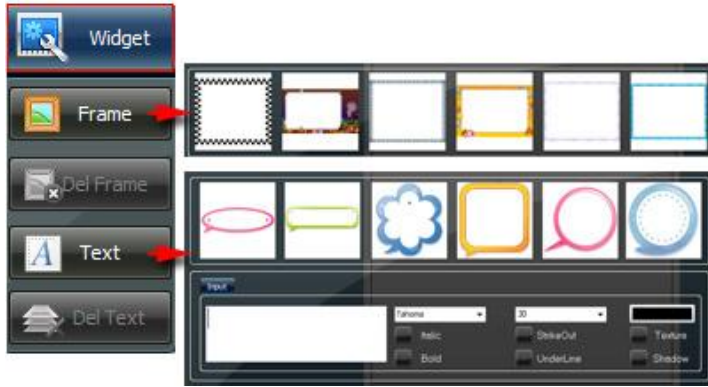 Widget
Frame
Del Frame
Text
Del Text
Input
Tahoma
30
Italic
StrikeOut
Texture
Bold
UnderLine
Shadow